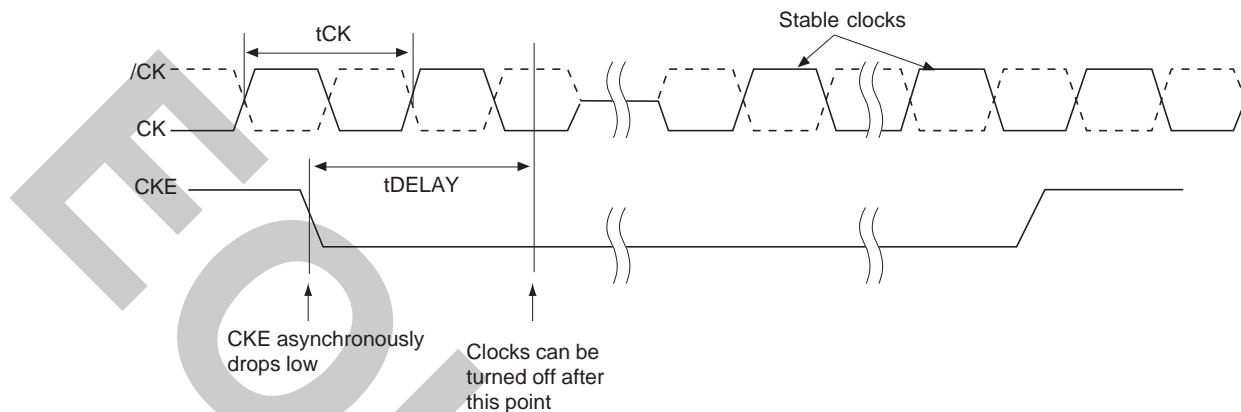 Stable clocks
tCK
/CK
CK
tDELAY
CKE
CKE asynchronously
drops low
Clocks can be
turned off after
this point